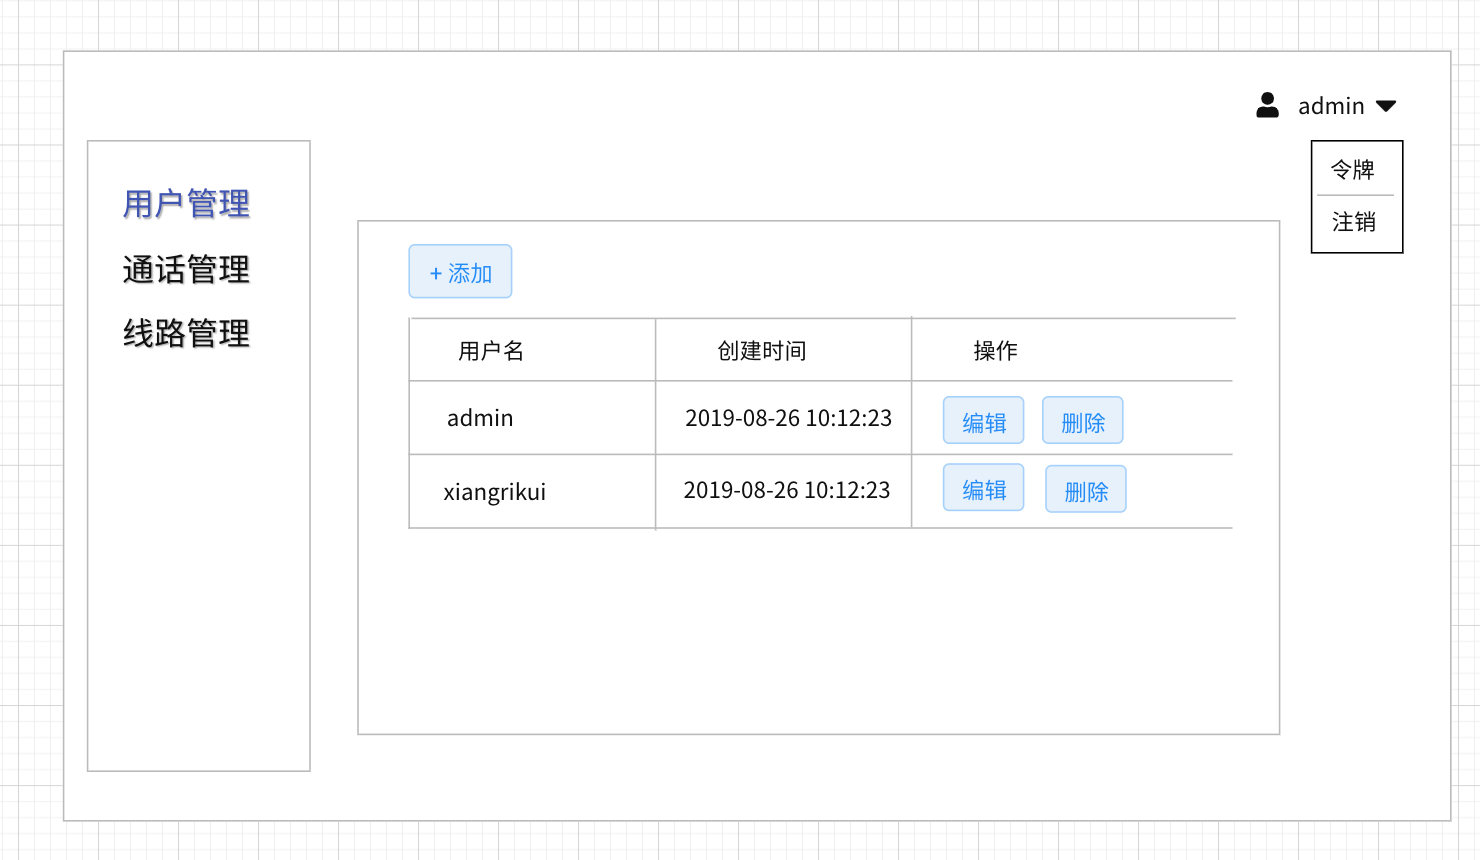 admin
令牌
注销
用户管理
通话管理
线路管理
+ 添加
用户名 创建时间 操作
admin 2019-08-26 10:12:23 编辑 删除
xiangrikui 2019-08-26 10:12:23 编辑 删除